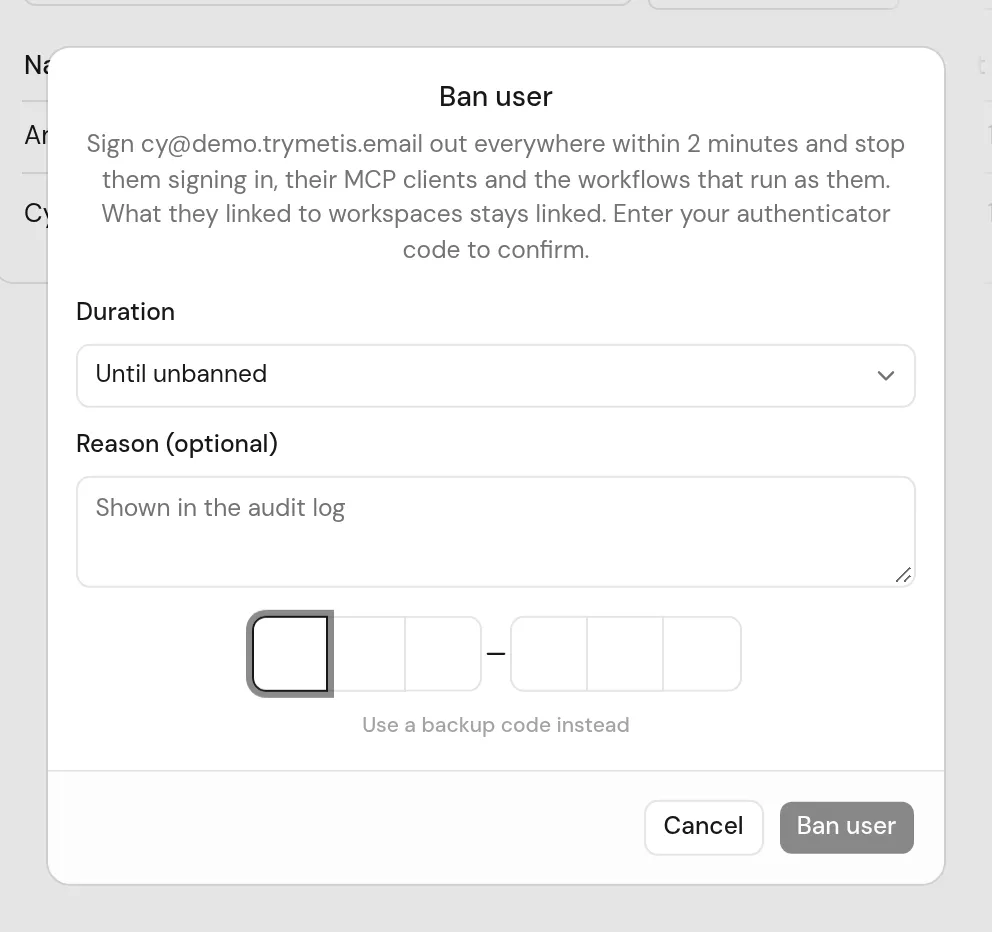 Ban user
Sign cy@demo.trymetis.email out everywhere within 2 minutes and stop
them signing in, their MCP clients and the workflows that run as them.
What they linked to workspaces stays linked. Enter your authenticator
code to confirm.
Duration
Until unbanned
Reason (optional)
Shown in the audit log
–
Use a backup code instead
Cancel
Ban user